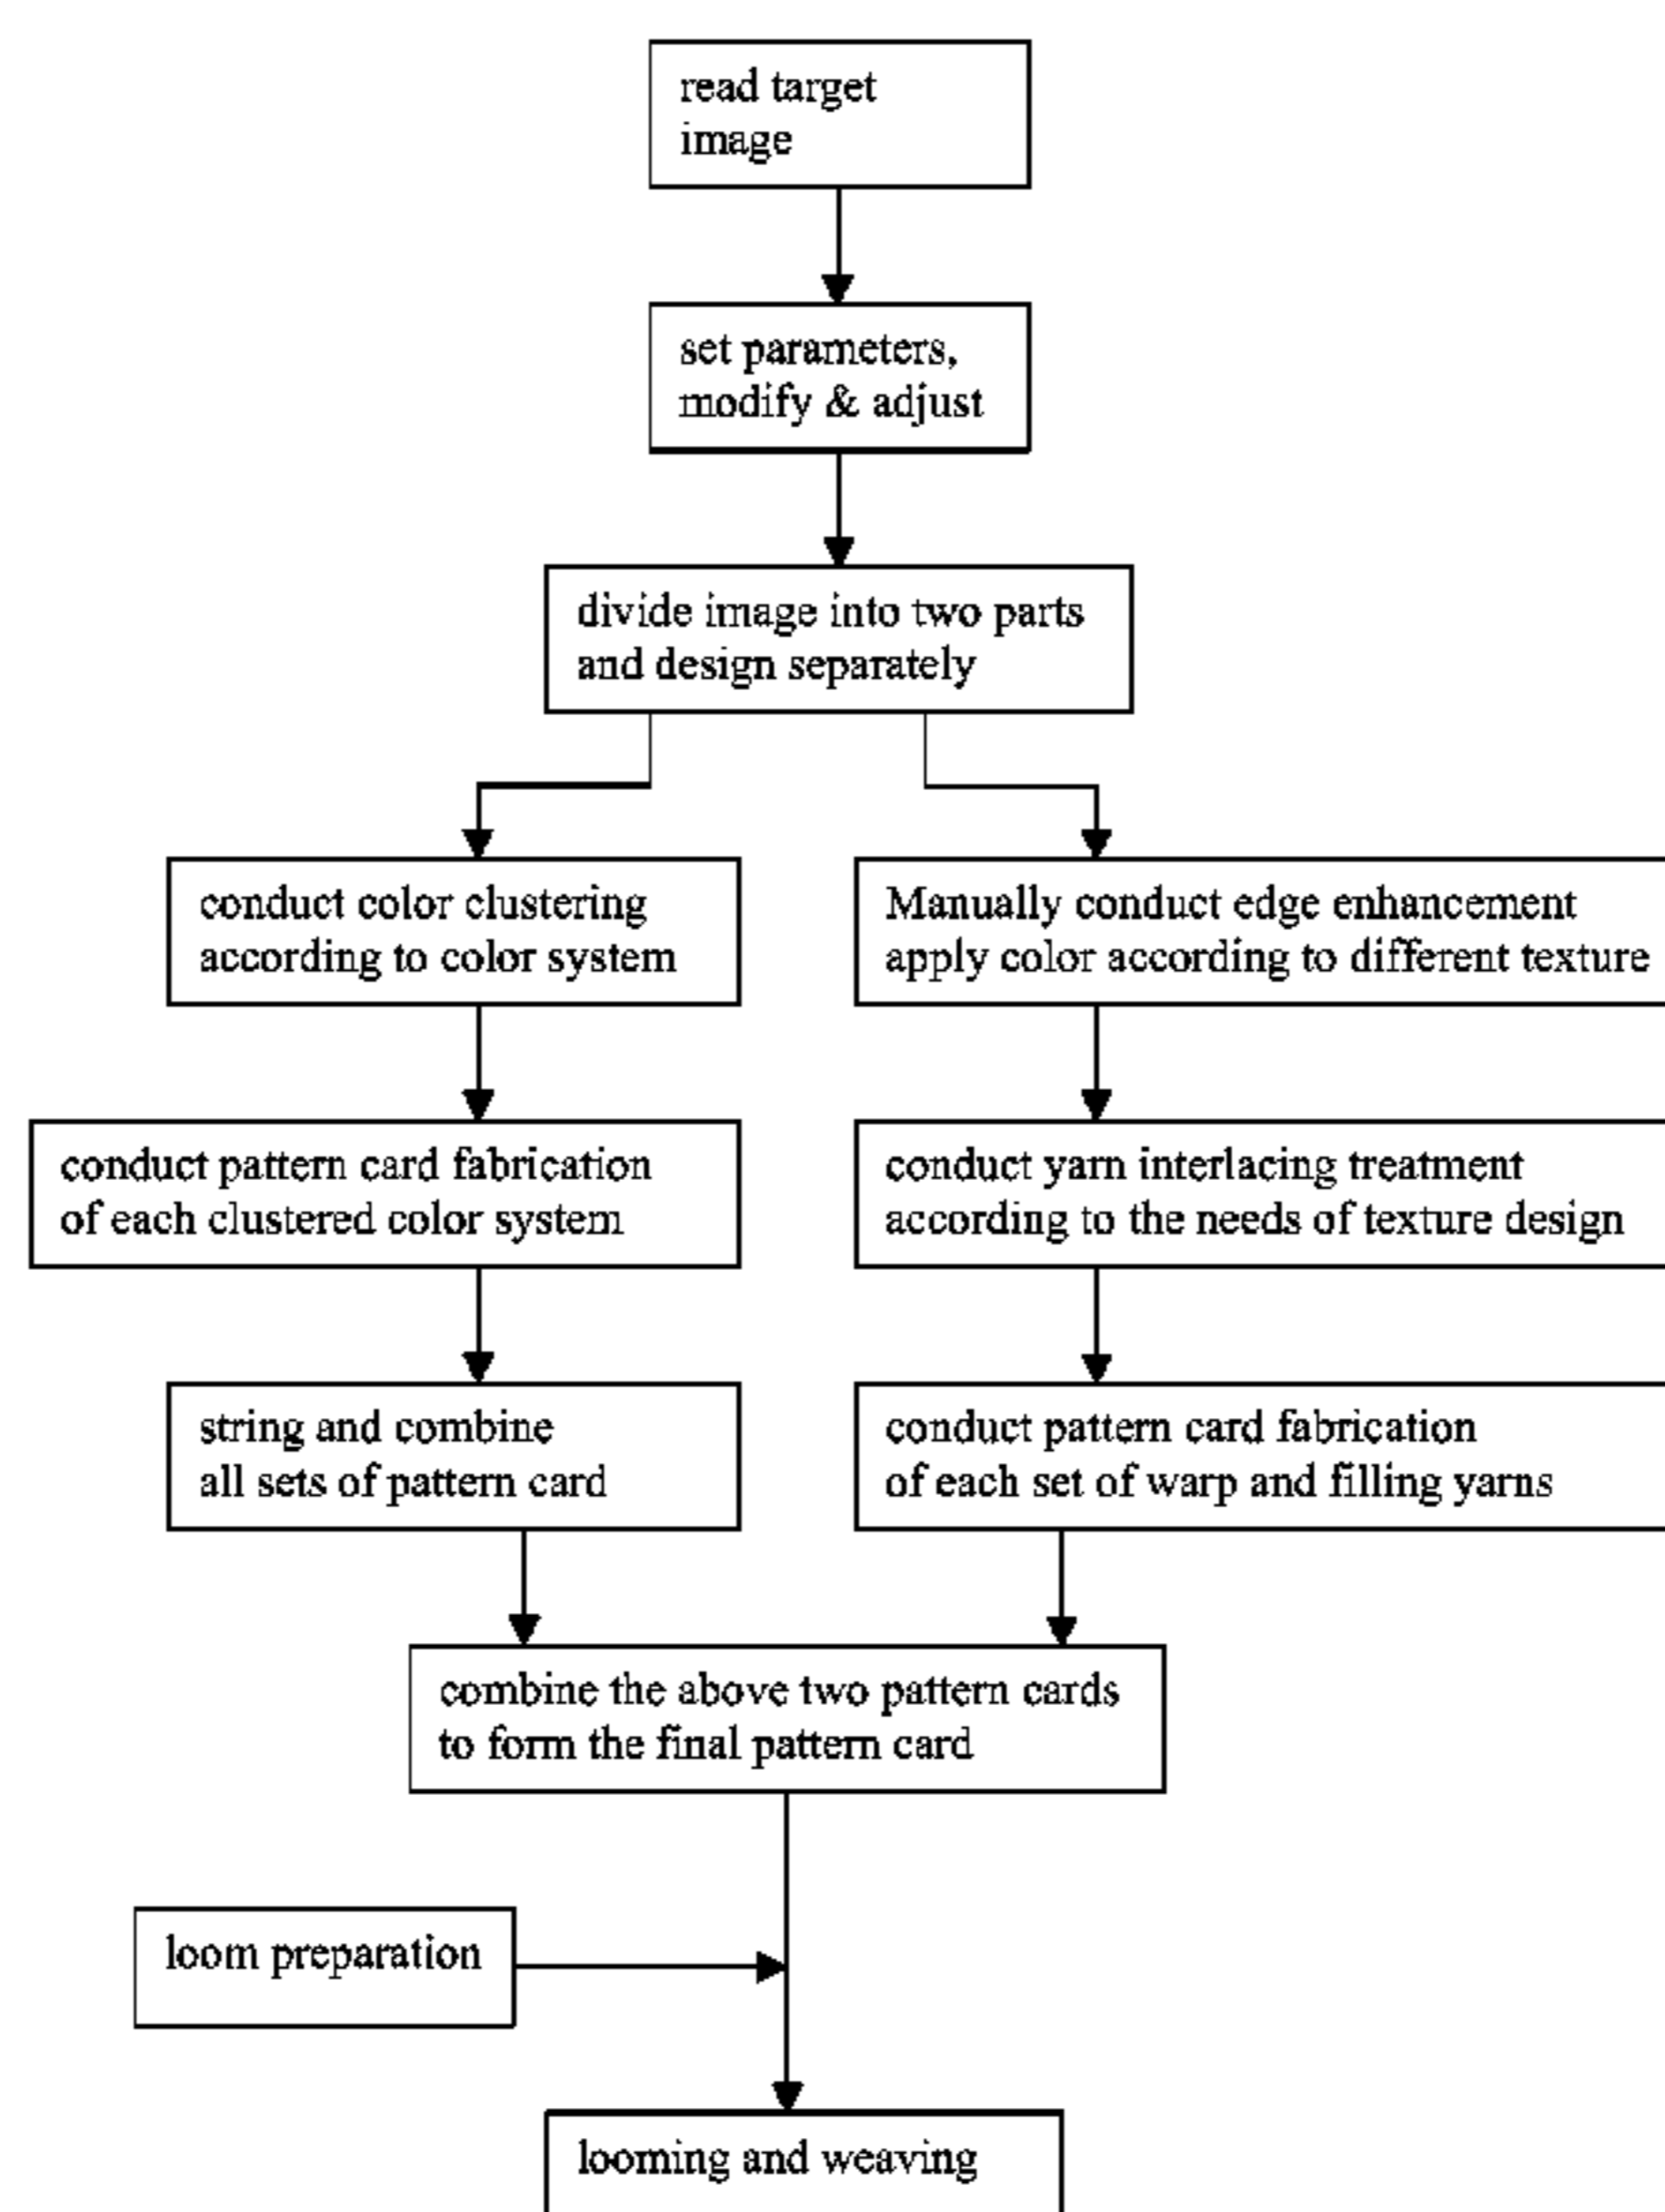 read target
image
set parameters,
modify & adjust
divide image into two parts
and design separately
conduct color clustering
according to color system
Manually conduct edge enhancement
apply color according to different texture
conduct pattern card fabrication
of each clustered color system
conduct yarn interlacing treatment
according to the needs of texture design
string and combine
all sets of pattern card
conduct pattern card fabrication
of each set of warp and filling yarns
combine the above two pattern cards
to form the final pattern card
loom preparation
looming and weaving